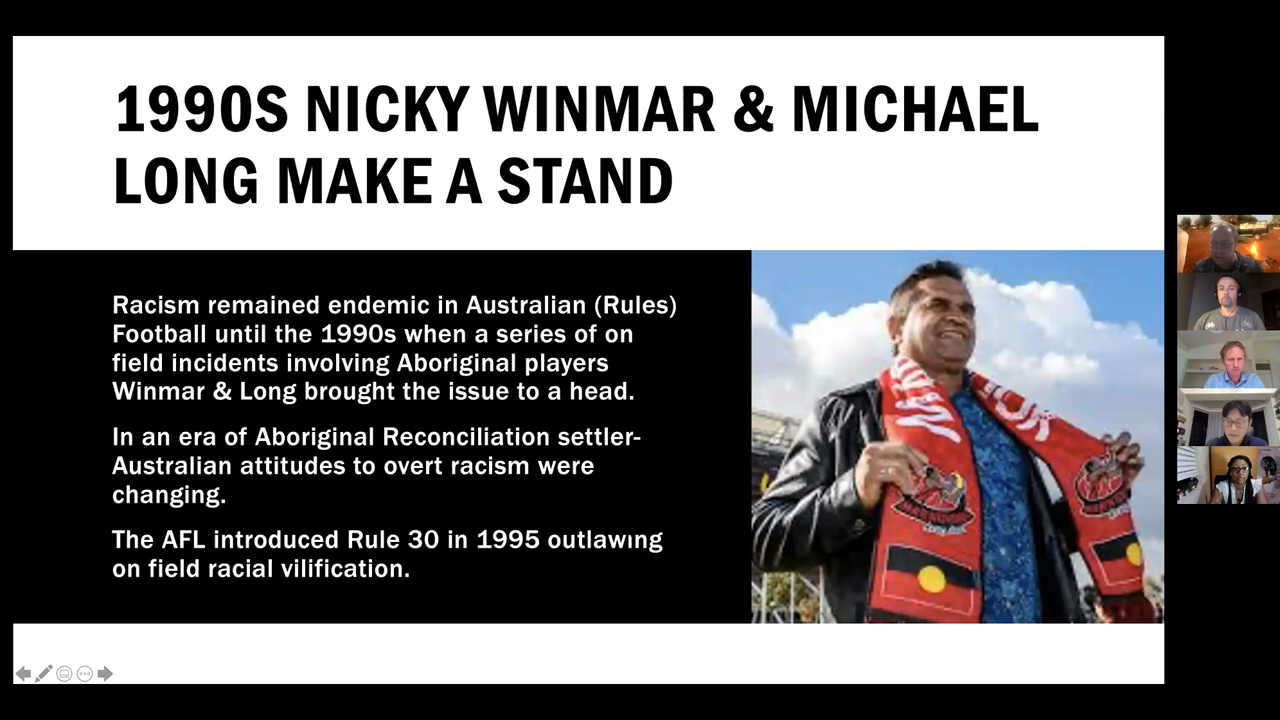 1990S NICKY WINMAR & MICHAEL
LONG MAKE A STAND
Racism remained endemic in Australian (Rules)
Football until the 1990s when a series of on
field incidents involving Aboriginal players
Winmar & Long brought the issue to a head.
In an era of Aboriginal Reconciliation settler-
Australian attitudes to overt racism were
changing.
The AFL introduced Rule 30 in 1995 outlawing
on field racial vilification.